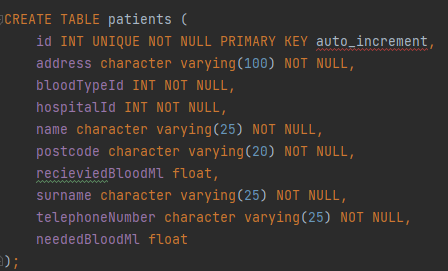 CREATE TABLE patients (
id INT UNIQUE NOT NULL PRIMARY KEY auto_increment,
address character varying(100) NOT NULL,
bloodTypeId INT NOT NULL,
hospitalId INT NOT NULL,
name character varying(25) NOT NULL,
postcode character varying(20) NOT NULL,
recieviedBloodMl float,
surname character varying(25) NOT NULL,
telephoneNumber character varying(25) NOT NULL,
neededBloodMl float
);